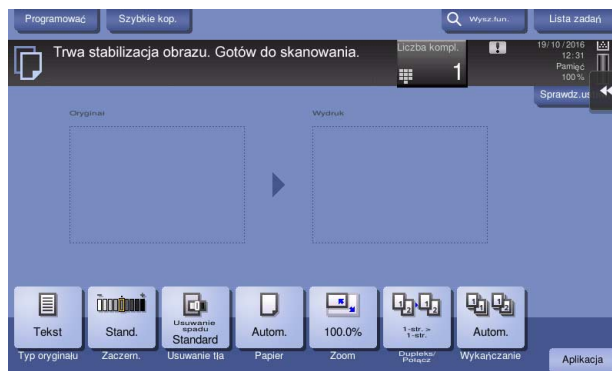 Programować
Szybkie kop.
Wysz.fun.
Lista zadań
Trwa stabilizacja obrazu. Gotów do skanowania.
Liczba kompl.
1
19/10/2016
12:31
Pamięć
100%
Sprawdz.us
Oryginał
Wydruk
Tekst
Stand.
Usuwanie
spadu
Standard
Autom.
100.0%
1-str. >
1-str.
Autom.
Typ oryginału
Zaczern.
Usuwanie tła
Papier
Zoom
Dupleks/
Połącz
Wykańczanie
Aplikacja